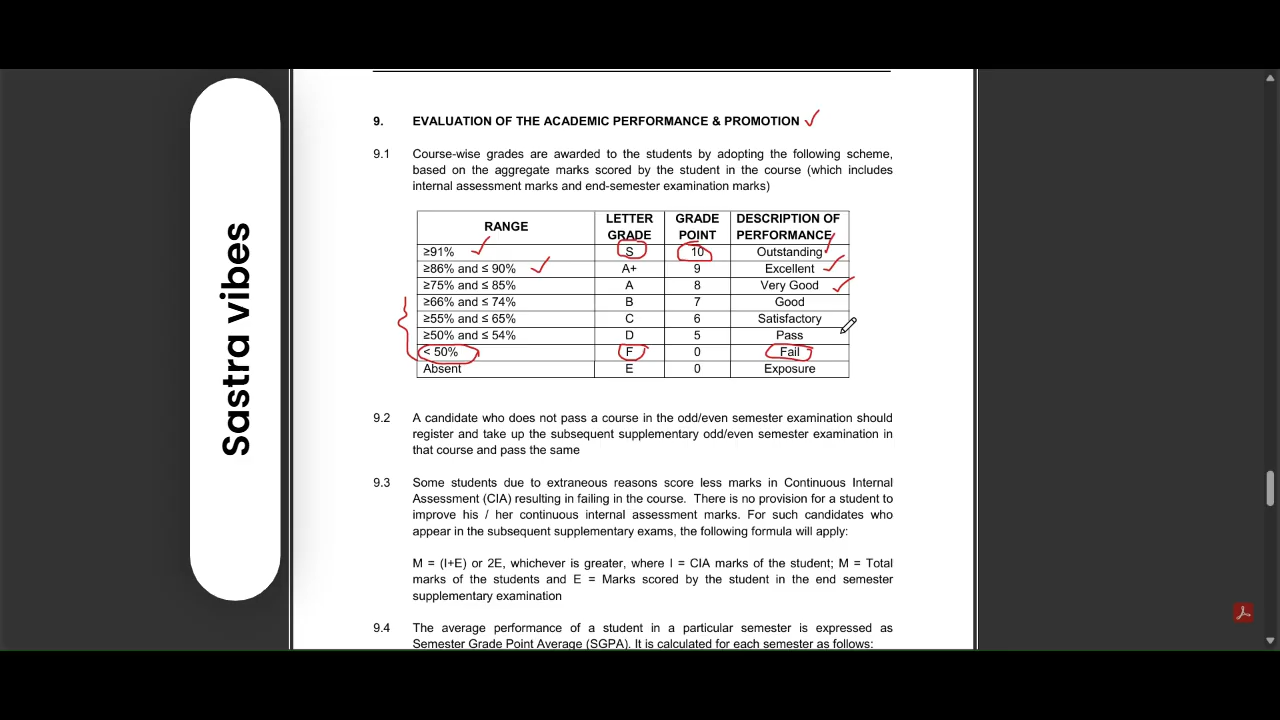 Sastra vibes
9. EVALUATION OF THE ACADEMIC PERFORMANCE & PROMOTION
9.1 Course-wise grades are awarded to the students by adopting the following scheme,
based on the aggregate marks scored by the student in the course (which includes
internal assessment marks and end-semester examination marks)
RANGE LETTER GRADE GRADE POINT DESCRIPTION OF PERFORMANCE
≥91% S 10 Outstanding
≥86% and ≤ 90% A+ 9 Excellent
≥75% and ≤ 85% A 8 Very Good
≥66% and ≤ 74% B 7 Good
≥55% and ≤ 65% C 6 Satisfactory
≥50% and ≤ 54% D 5 Pass
< 50% F 0 Fail
Absent E 0 Exposure
9.2 A candidate who does not pass a course in the odd/even semester examination should
register and take up the subsequent supplementary odd/even semester examination in
that course and pass the same
9.3 Some students due to extraneous reasons score less marks in Continuous Internal
Assessment (CIA) resulting in failing in the course. There is no provision for a student to
improve his / her continuous internal assessment marks. For such candidates who
appear in the subsequent supplementary exams, the following formula will apply:
M = (I+E) or 2E, whichever is greater, where I = CIA marks of the student; M = Total
marks of the students and E = Marks scored by the student in the end semester
supplementary examination
9.4 The average performance of a student in a particular semester is expressed as
Semester Grade Point Average (SGPA). It is calculated for each semester as follows: